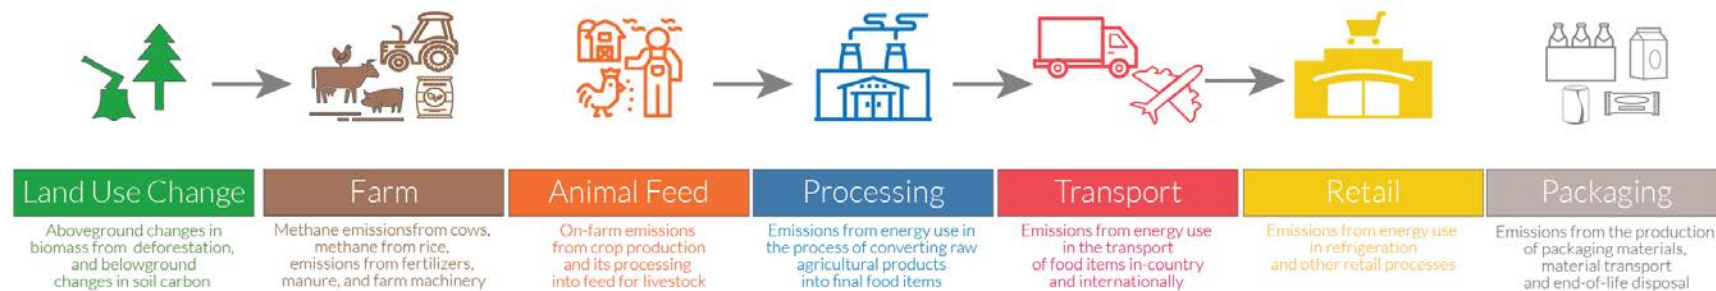 Land Use Change
Farm
Animal Feed
Processing
Transport
Retail
Packaging
Aboveground changes in
biomass from deforestation,
and belowground
changes in soil carbon
Methane emissionsfrom cows,
methane from rice,
emissions from fertilizers,
manure, and farm machinery
On-farm emissions
from crop production
and its processing
into feed for livestock
Emissions from energy use in
the process of converting raw
agricultural products
into final food items
Emissions from energy use
in the transport
of food items in-country
and internationally
Emissions from energy use
in refrigeration
and other retail processes
Emissions from the production
of packaging materials,
material transport
and end-of-life disposal